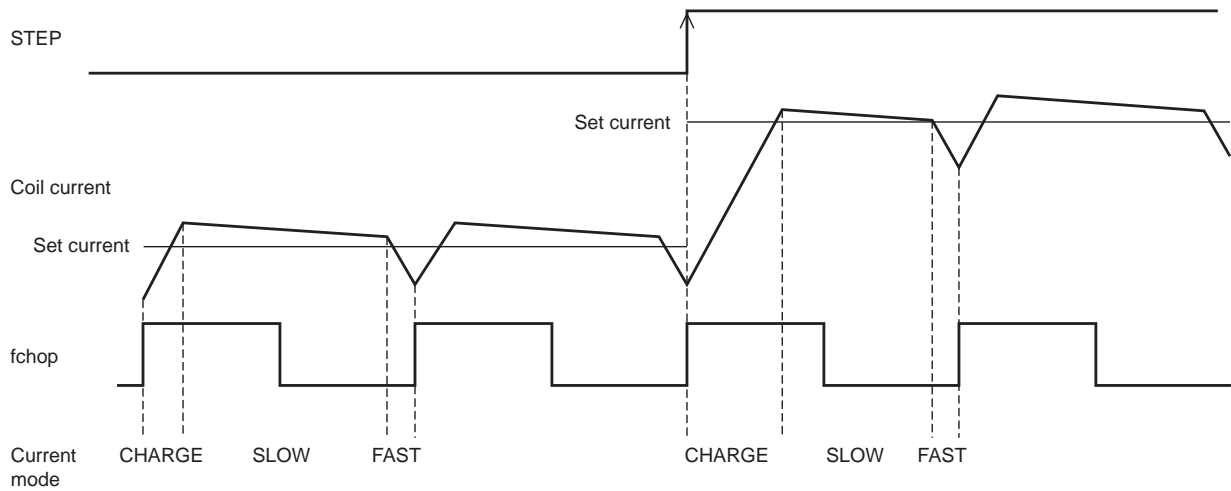 STEP
Set current
Coil current
Set current
fchop
Current
mode
CHARGE
SLOW
FAST
CHARGE
SLOW
FAST